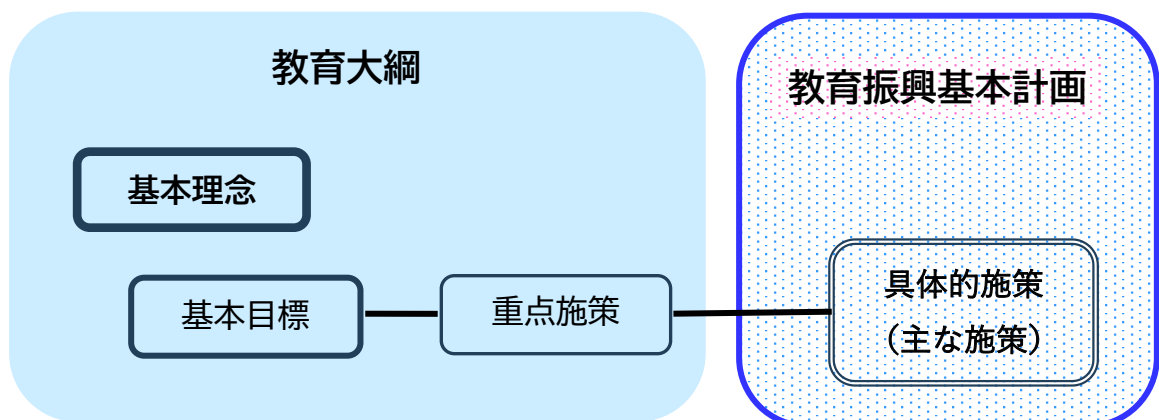 教育大綱
教育振興基本計画
基本理念
基本目標
重点施策
具体的施策
(主な施策)